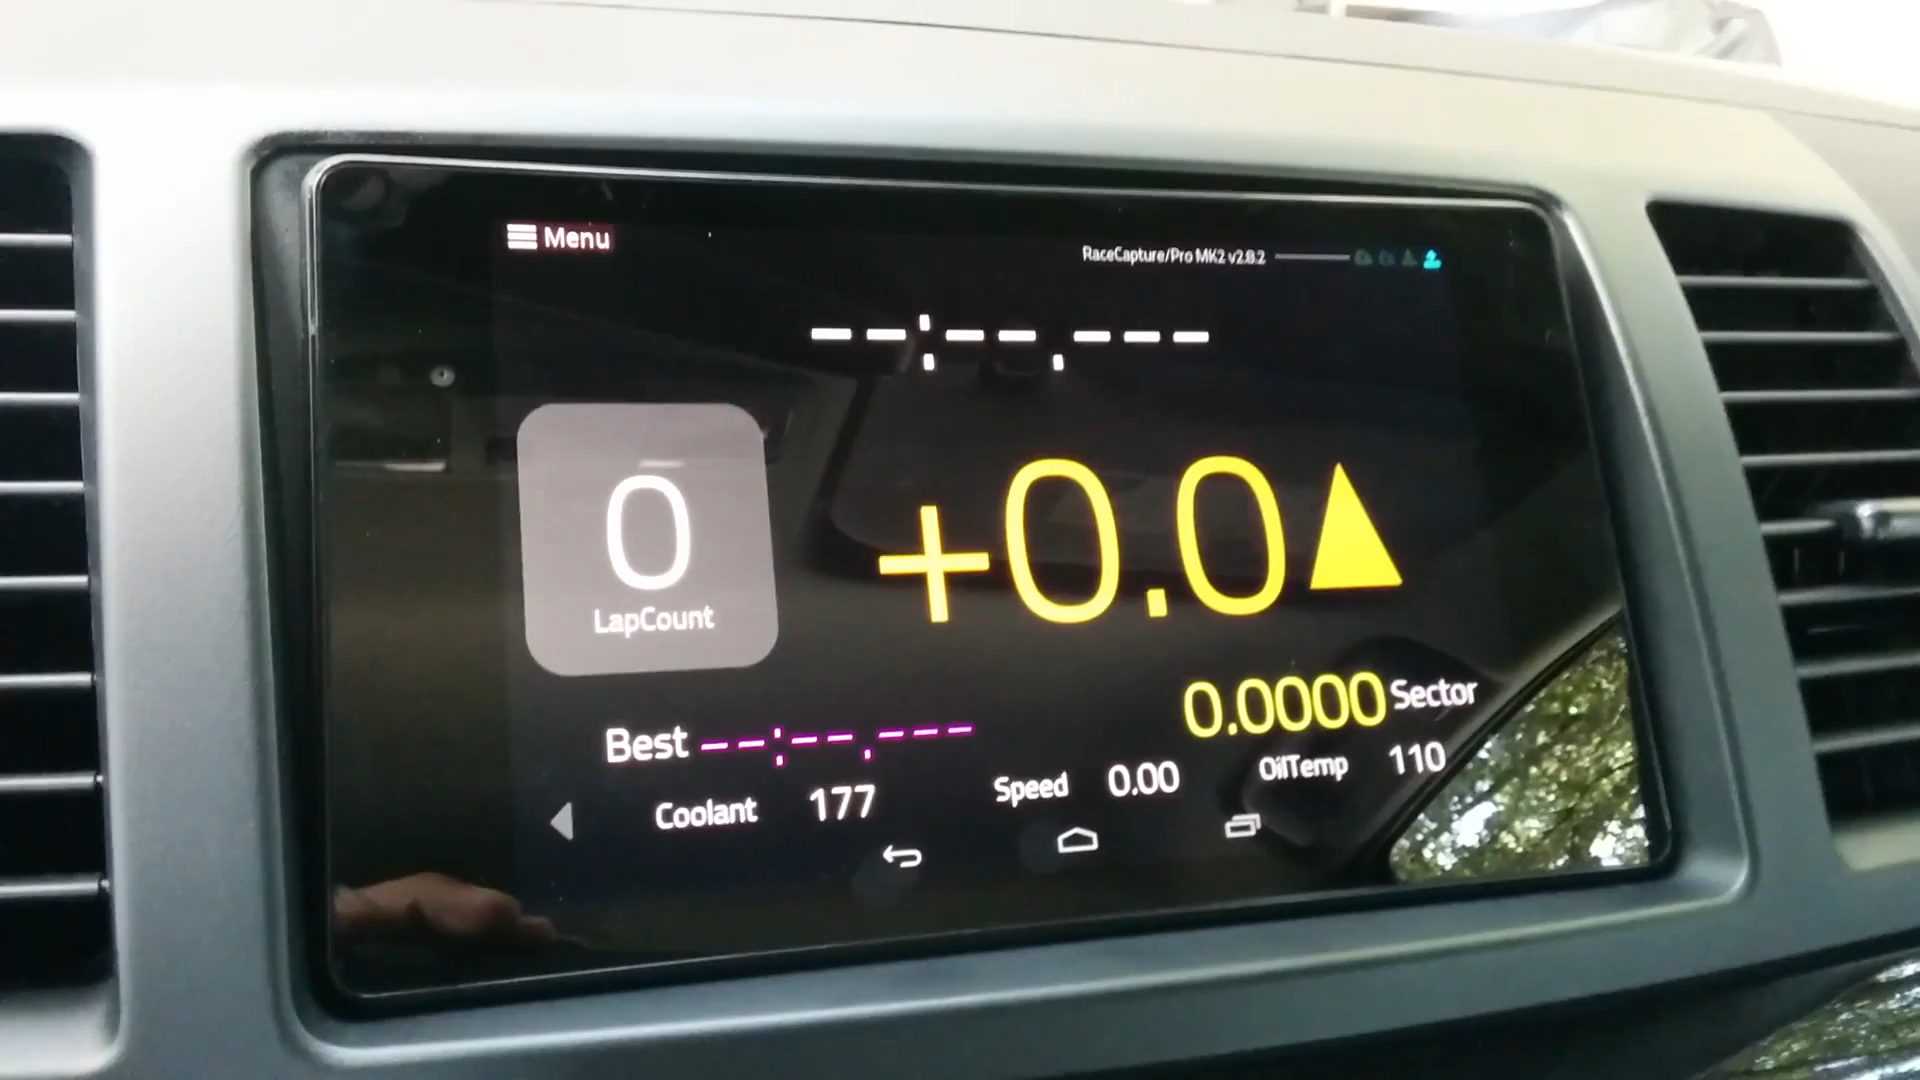 Menu
RaceCapture/Pro MK2 v2.8.2
--:--.---
0
LapCount
+0.0
0.0000 Sector
Best --:--.---
Coolant 177
Speed 0.00
OilTemp 110